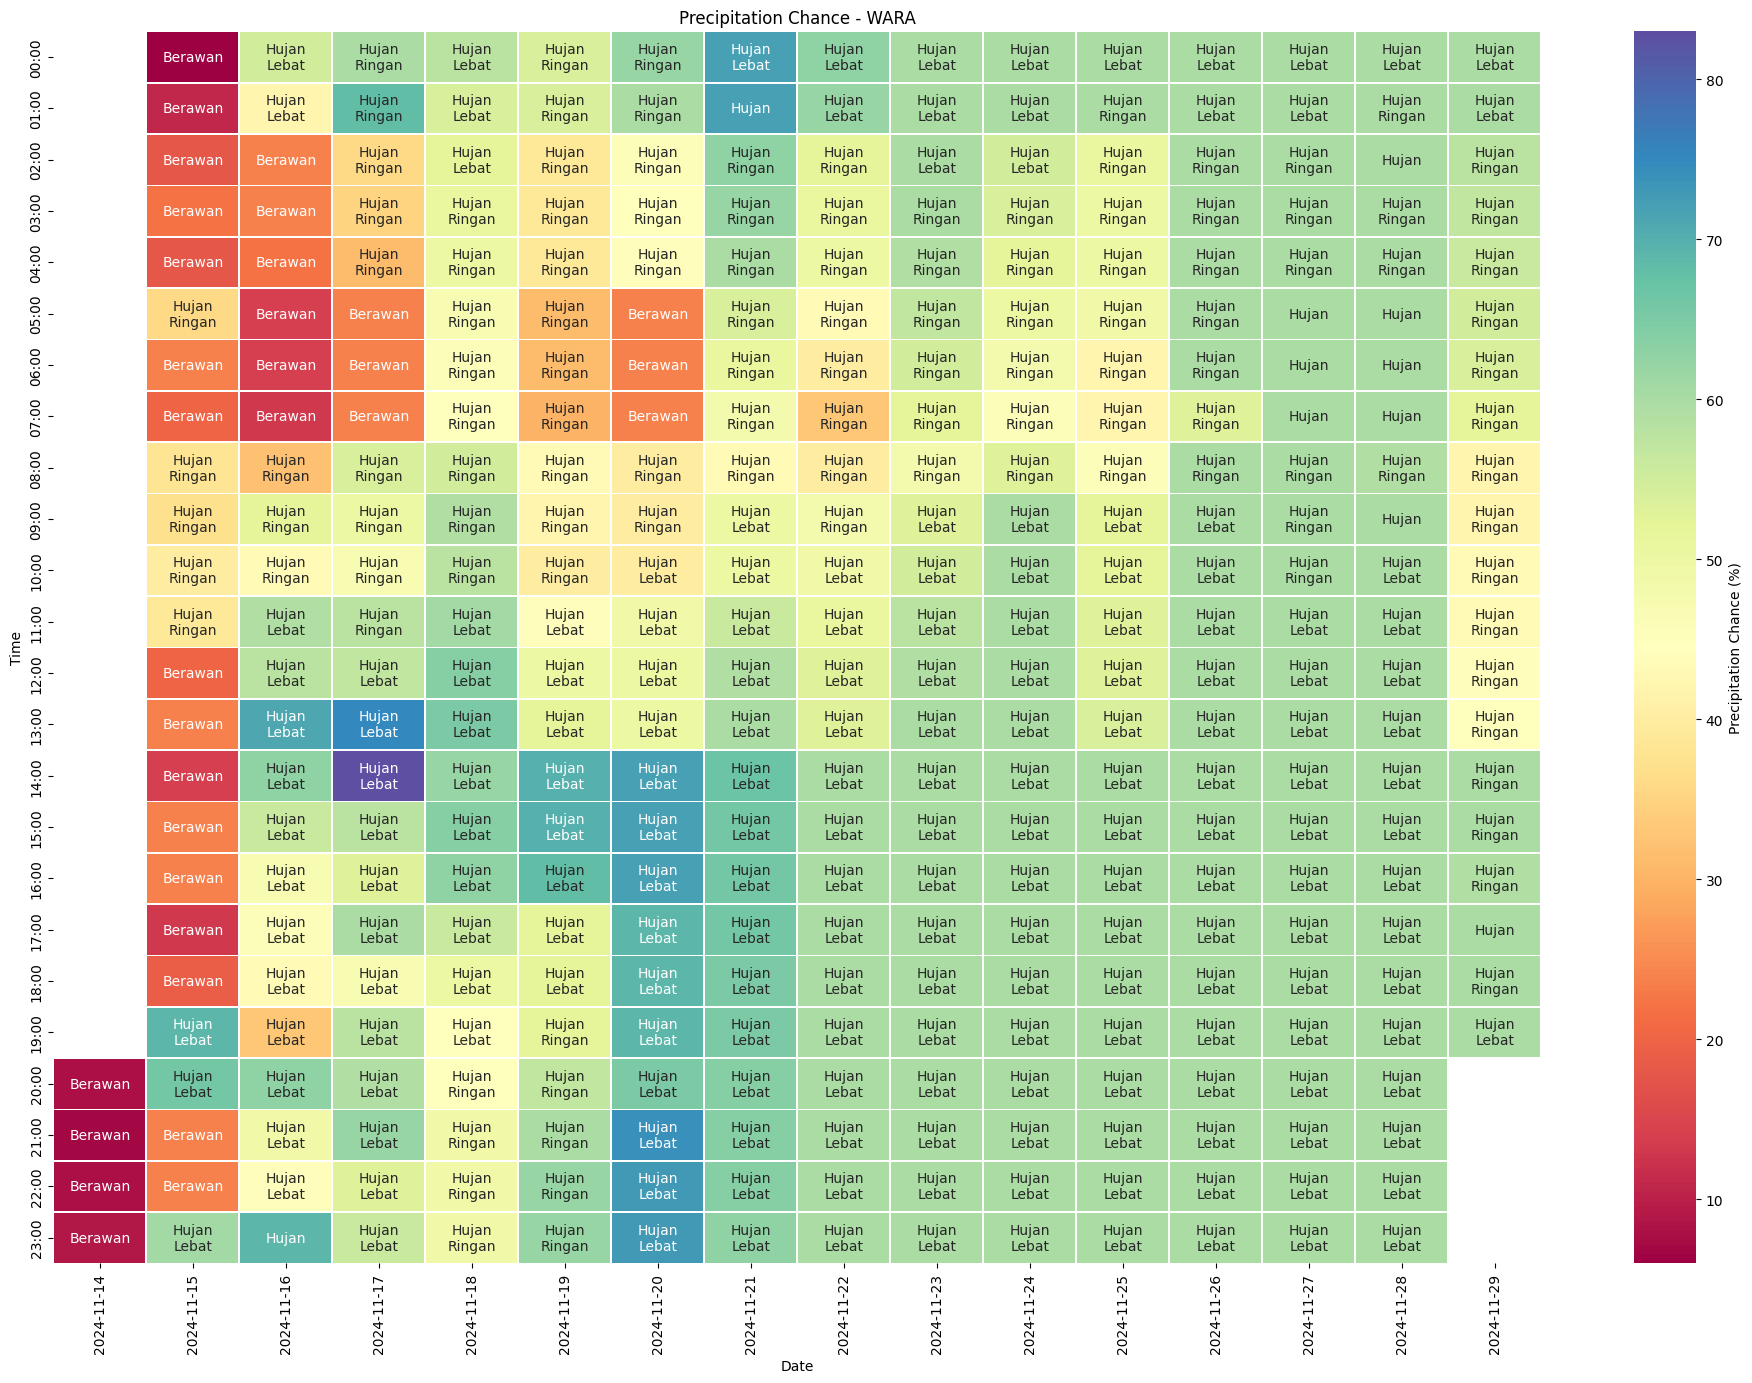 Precipitation Chance - WARA
00:00 Berawan Hujan Lebat Hujan Ringan Hujan Lebat Hujan Ringan Hujan Ringan Hujan Lebat Hujan Lebat Hujan Lebat Hujan Lebat Hujan Lebat Hujan Lebat Hujan Lebat Hujan Lebat Hujan Lebat
01:00 Berawan Hujan Lebat Hujan Ringan Hujan Lebat Hujan Ringan Hujan Ringan Hujan Hujan Lebat Hujan Lebat Hujan Lebat Hujan Ringan Hujan Lebat Hujan Lebat Hujan Ringan Hujan Lebat
02:00 Berawan Berawan Hujan Ringan Hujan Lebat Hujan Ringan Hujan Ringan Hujan Ringan Hujan Ringan Hujan Lebat Hujan Lebat Hujan Ringan Hujan Ringan Hujan Ringan Hujan Hujan Ringan
03:00 Berawan Berawan Hujan Ringan Hujan Ringan Hujan Ringan Hujan Ringan Hujan Ringan Hujan Ringan Hujan Ringan Hujan Ringan Hujan Ringan Hujan Ringan Hujan Ringan Hujan Ringan Hujan Ringan
04:00 Berawan Berawan Hujan Ringan Hujan Ringan Hujan Ringan Hujan Ringan Hujan Ringan Hujan Ringan Hujan Ringan Hujan Ringan Hujan Ringan Hujan Ringan Hujan Ringan Hujan Ringan Hujan Ringan
05:00 Hujan Ringan Berawan Berawan Hujan Ringan Hujan Ringan Berawan Hujan Ringan Hujan Ringan Hujan Ringan Hujan Ringan Hujan Ringan Hujan Ringan Hujan Hujan Hujan Ringan
06:00 Berawan Berawan Berawan Hujan Ringan Hujan Ringan Berawan Hujan Ringan Hujan Ringan Hujan Ringan Hujan Ringan Hujan Ringan Hujan Ringan Hujan Hujan Hujan Ringan
07:00 Berawan Berawan Berawan Hujan Ringan Hujan Ringan Berawan Hujan Ringan Hujan Ringan Hujan Ringan Hujan Ringan Hujan Ringan Hujan Ringan Hujan Hujan Hujan Ringan
08:00 Hujan Ringan Hujan Ringan Hujan Ringan Hujan Ringan Hujan Ringan Hujan Ringan Hujan Ringan Hujan Ringan Hujan Ringan Hujan Ringan Hujan Ringan Hujan Ringan Hujan Ringan Hujan Ringan Hujan Ringan
09:00 Hujan Ringan Hujan Ringan Hujan Ringan Hujan Ringan Hujan Ringan Hujan Ringan Hujan Lebat Hujan Ringan Hujan Lebat Hujan Lebat Hujan Lebat Hujan Lebat Hujan Ringan Hujan Hujan Ringan
10:00 Hujan Ringan Hujan Ringan Hujan Ringan Hujan Ringan Hujan Ringan Hujan Lebat Hujan Lebat Hujan Lebat Hujan Lebat Hujan Lebat Hujan Lebat Hujan Lebat Hujan Ringan Hujan Lebat Hujan Ringan
11:00 Hujan Ringan Hujan Lebat Hujan Ringan Hujan Lebat Hujan Lebat Hujan Lebat Hujan Lebat Hujan Lebat Hujan Lebat Hujan Lebat Hujan Lebat Hujan Lebat Hujan Lebat Hujan Lebat Hujan Ringan
12:00 Berawan Hujan Lebat Hujan Lebat Hujan Lebat Hujan Lebat Hujan Lebat Hujan Lebat Hujan Lebat Hujan Lebat Hujan Lebat Hujan Lebat Hujan Lebat Hujan Lebat Hujan Lebat Hujan Ringan
13:00 Berawan Hujan Lebat Hujan Lebat Hujan Lebat Hujan Lebat Hujan Lebat Hujan Lebat Hujan Lebat Hujan Lebat Hujan Lebat Hujan Lebat Hujan Lebat Hujan Lebat Hujan Lebat Hujan Ringan
14:00 Berawan Hujan Lebat Hujan Lebat Hujan Lebat Hujan Lebat Hujan Lebat Hujan Lebat Hujan Lebat Hujan Lebat Hujan Lebat Hujan Lebat Hujan Lebat Hujan Lebat Hujan Lebat Hujan Ringan
15:00 Berawan Hujan Lebat Hujan Lebat Hujan Lebat Hujan Lebat Hujan Lebat Hujan Lebat Hujan Lebat Hujan Lebat Hujan Lebat Hujan Lebat Hujan Lebat Hujan Lebat Hujan Lebat Hujan Ringan
16:00 Berawan Hujan Lebat Hujan Lebat Hujan Lebat Hujan Lebat Hujan Lebat Hujan Lebat Hujan Lebat Hujan Lebat Hujan Lebat Hujan Lebat Hujan Lebat Hujan Lebat Hujan Lebat Hujan Ringan
17:00 Berawan Hujan Lebat Hujan Lebat Hujan Lebat Hujan Lebat Hujan Lebat Hujan Lebat Hujan Lebat Hujan Lebat Hujan Lebat Hujan Lebat Hujan Lebat Hujan Lebat Hujan Lebat Hujan
18:00 Berawan Hujan Lebat Hujan Lebat Hujan Lebat Hujan Lebat Hujan Lebat Hujan Lebat Hujan Lebat Hujan Lebat Hujan Lebat Hujan Lebat Hujan Lebat Hujan Lebat Hujan Lebat Hujan Ringan
19:00 Hujan Lebat Hujan Lebat Hujan Lebat Hujan Lebat Hujan Ringan Hujan Lebat Hujan Lebat Hujan Lebat Hujan Lebat Hujan Lebat Hujan Lebat Hujan Lebat Hujan Lebat Hujan Lebat Hujan Lebat
20:00 Berawan Hujan Lebat Hujan Lebat Hujan Lebat Hujan Ringan Hujan Ringan Hujan Lebat Hujan Lebat Hujan Lebat Hujan Lebat Hujan Lebat Hujan Lebat Hujan Lebat Hujan Lebat Hujan Lebat
21:00 Berawan Berawan Hujan Lebat Hujan Lebat Hujan Ringan Hujan Ringan Hujan Lebat Hujan Lebat Hujan Lebat Hujan Lebat Hujan Lebat Hujan Lebat Hujan Lebat Hujan Lebat Hujan Lebat
22:00 Berawan Berawan Hujan Lebat Hujan Lebat Hujan Ringan Hujan Ringan Hujan Lebat Hujan Lebat Hujan Lebat Hujan Lebat Hujan Lebat Hujan Lebat Hujan Lebat Hujan Lebat Hujan Lebat
23:00 Berawan Hujan Lebat Hujan Hujan Lebat Hujan Ringan Hujan Ringan Hujan Lebat Hujan Lebat Hujan Lebat Hujan Lebat Hujan Lebat Hujan Lebat Hujan Lebat Hujan Lebat Hujan Lebat
Time
2024-11-14 2024-11-15 2024-11-16 2024-11-17 2024-11-18 2024-11-19 2024-11-20 2024-11-21 2024-11-22 2024-11-23 2024-11-24 2024-11-25 2024-11-26 2024-11-27 2024-11-28 2024-11-29
Date
80
70
60
50
40
30
20
10
Precipitation Chance (%)